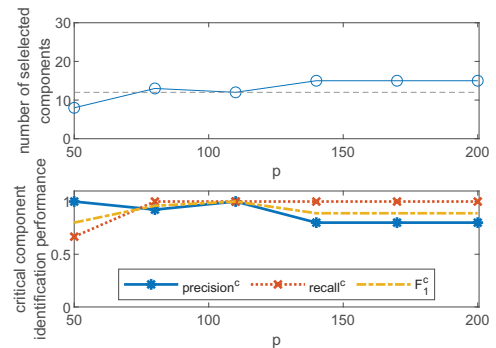 number of selelected
components
30
20
10
0
50
100
150
200
p
critical component
identification performance
1
0.5
0
precision^c
recall^c
F_1^c
50
100
150
200
p